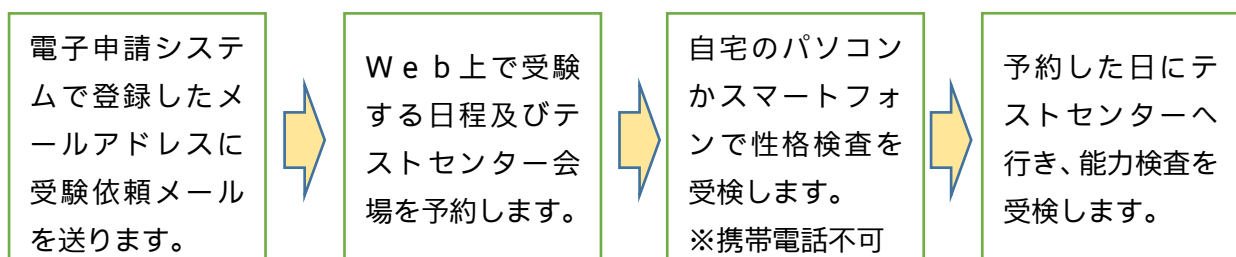 電子申請システ
ムで登録したメ
ールアドレスに
受験依頼メール
を送ります。
Ｗｅｂ上で受験
する日程及びテ
ストセンター会
場を予約します。
自宅のパソコン
かスマートフォ
ンで性格検査を
受検します。
※携帯電話不可
予約した日にテ
ストセンターへ
行き、能力検査を
受検します。